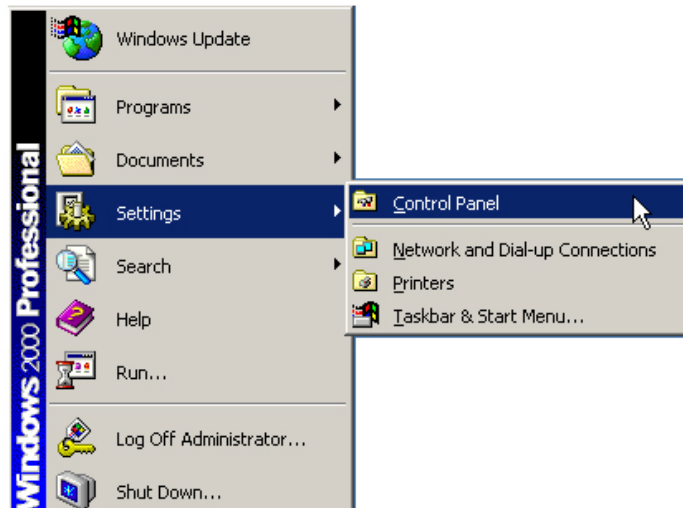 Windows Update
Programs
Documents
Settings
Search
Help
Run...
Log Off Administrator...
Shut Down...
Control Panel
Network and Dial-up Connections
Printers
Taskbar & Start Menu...
Windows 2000 Professional